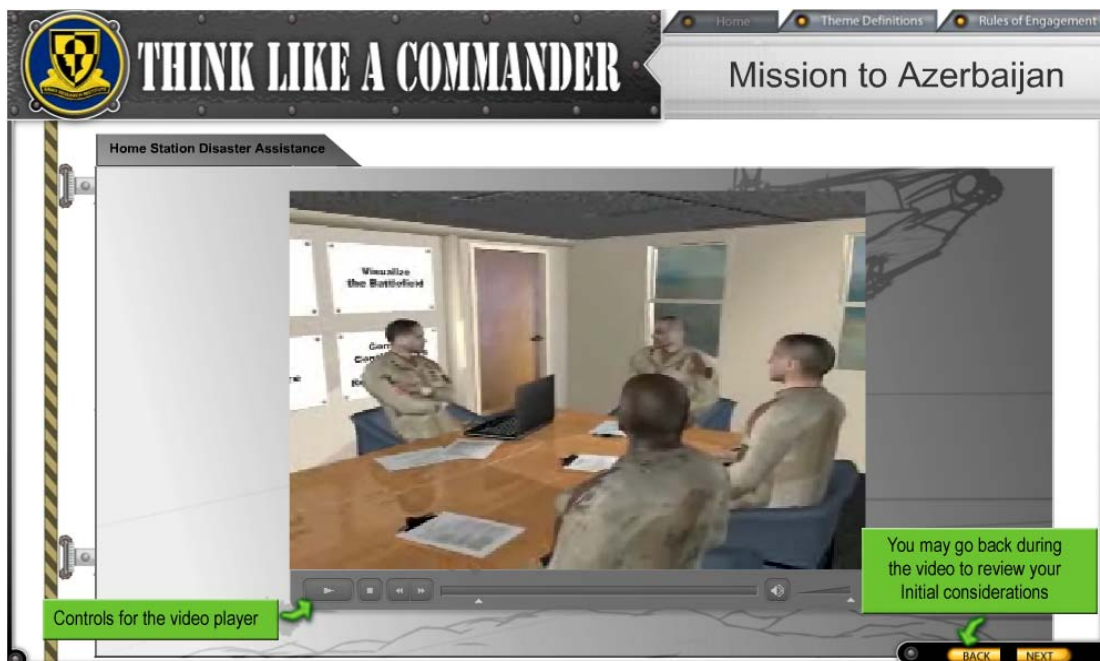 THINK LIKE A COMMANDER
Home
Theme Definitions
Rules of Engagement
Mission to Azerbaijan
Home Station Disaster Assistance
Visualize
the Battlefield
Controls for the video player
You may go back during
the video to review your
Initial considerations
BACK
NEXT